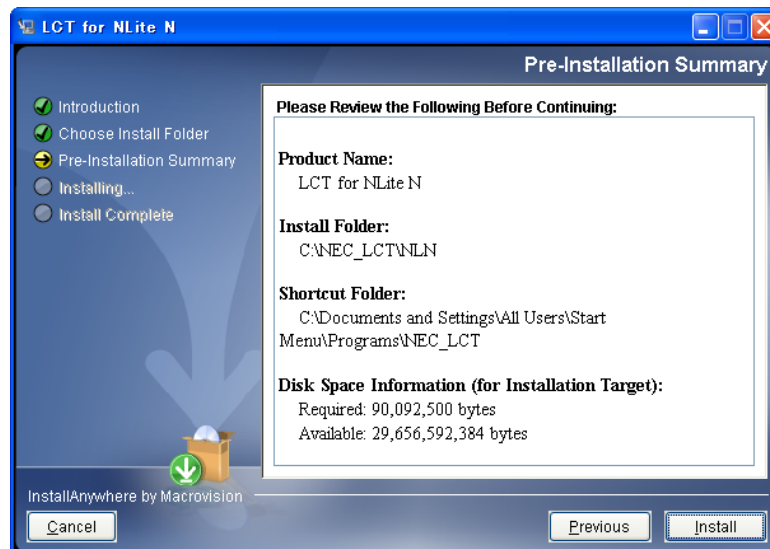 LCT for NLite N
Pre-Installation Summary
Introduction
Choose Install Folder
Pre-Installation Summary
Installing...
Install Complete
Please Review the Following Before Continuing:
Product Name:
LCT for NLite N
Install Folder:
C:\NEC_LCT\NLN
Shortcut Folder:
C:\Documents and Settings\All Users\Start
Menu\Programs\NEC_LCT
Disk Space Information (for Installation Target):
Required: 90,092,500 bytes
Available: 29,656,592,384 bytes
InstallAnywhere by Macrovision
Cancel
Previous
Install